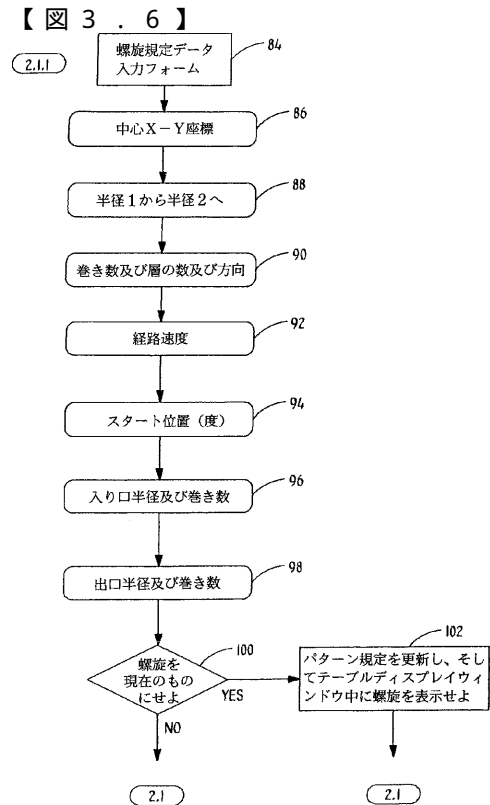 【図3.6】
2.1.1
螺旋規定データ
入力フォーム
84
中心X-Y座標
86
半径1から半径2へ
88
巻き数及び層の数及び方向
90
経路速度
92
スタート位置(度)
94
入り口半径及び巻き数
96
出口半径及び巻き数
98
螺旋を
現在のもの
にせよ
100
YES
NO
102
パターン規定を更新し、そし
てテーブルディスプレイウィ
ンドウ中に螺旋を表示せよ
2.1
2.1